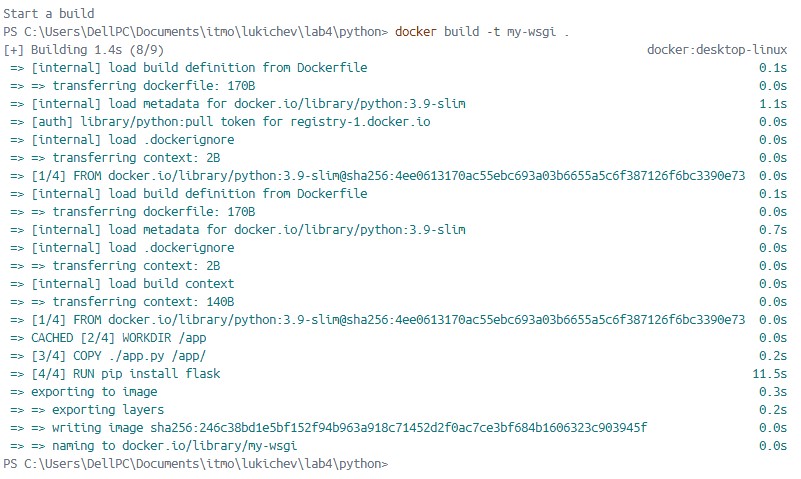 Start a build
PS C:\Users\DellPC\Documents\itmo\lukichev\lab4\python> docker build -t my-wsgi .
[+] Building 1.4s (8/9) docker:desktop-linux
=> [internal] load build definition from Dockerfile 0.1s
=> => transferring dockerfile: 170B 0.0s
=> [internal] load metadata for docker.io/library/python:3.9-slim 1.1s
=> [auth] library/python:pull token for registry-1.docker.io 0.0s
=> [internal] load .dockerignore 0.0s
=> => transferring context: 2B 0.0s
=> [1/4] FROM docker.io/library/python:3.9-slim@sha256:4ee0613170ac55ebc693a03b6655a5c6f387126f6bc3390e73 0.0s
=> [internal] load build definition from Dockerfile 0.1s
=> => transferring dockerfile: 170B 0.0s
=> [internal] load metadata for docker.io/library/python:3.9-slim 0.7s
=> [internal] load .dockerignore 0.0s
=> => transferring context: 2B 0.0s
=> [internal] load build context 0.0s
=> => transferring context: 140B 0.0s
=> [1/4] FROM docker.io/library/python:3.9-slim@sha256:4ee0613170ac55ebc693a03b6655a5c6f387126f6bc3390e73 0.0s
=> CACHED [2/4] WORKDIR /app 0.0s
=> [3/4] COPY ./app.py /app/ 0.2s
=> [4/4] RUN pip install flask 11.5s
=> exporting to image 0.3s
=> => exporting layers 0.2s
=> => writing image sha256:246c38bd1e5bf152f94b963a918c71452d2f0ac7ce3bf684b1606323c903945f 0.0s
=> => naming to docker.io/library/my-wsgi 0.0s
PS C:\Users\DellPC\Documents\itmo\lukichev\lab4\python>